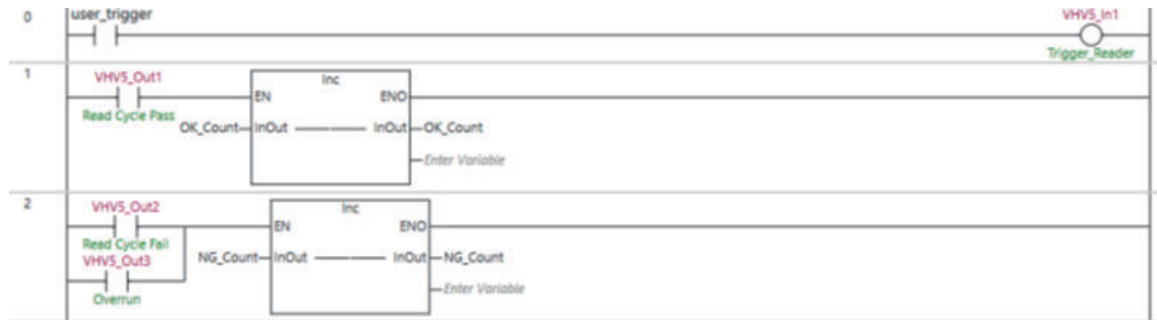 0 user_trigger VHV5_In1
Trigger_Reader
1 VHV5_Out1 Inc
EN ENO
Read Cycle Pass
OK_Count InOut InOut OK_Count
Enter Variable
2 VHV5_Out2 Inc
EN ENO
Read Cycle Fail
VHV5_Out3 NG_Count InOut InOut NG_Count
Overrun Enter Variable